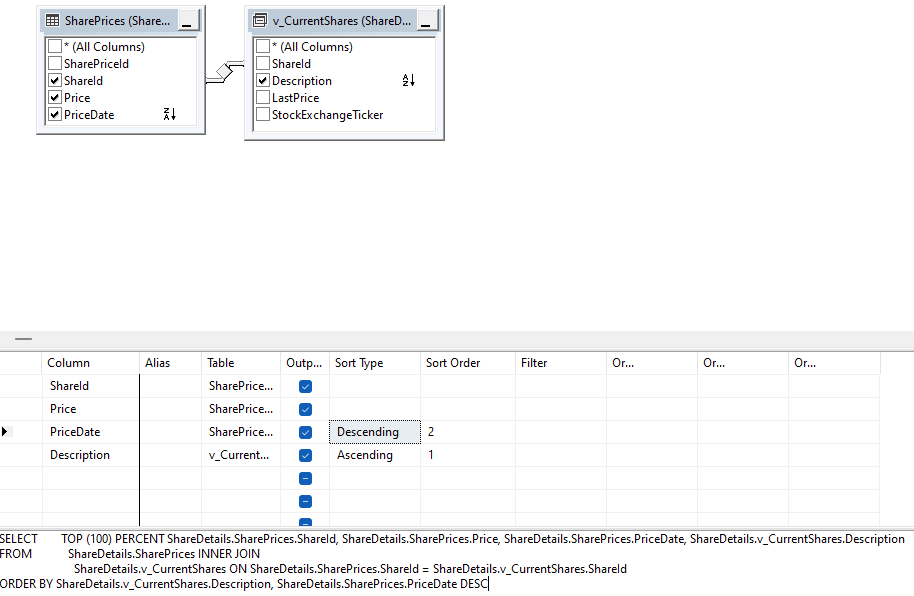 SharePrices (Share...
* (All Columns)
SharePriceId
ShareId
Price
PriceDate
v_CurrentShares (ShareD...
* (All Columns)
ShareId
Description
LastPrice
StockExchangeTicker
Column Alias Table Outp... Sort Type Sort Order Filter Or... Or... Or...
ShareId SharePrice...
Price SharePrice...
PriceDate SharePrice... Descending 2
Description v_Current... Ascending 1
SELECT TOP (100) PERCENT ShareDetails.SharePrices.ShareId, ShareDetails.SharePrices.Price, ShareDetails.SharePrices.PriceDate, ShareDetails.v_CurrentShares.Description
FROM ShareDetails.SharePrices INNER JOIN
ShareDetails.v_CurrentShares ON ShareDetails.SharePrices.ShareId = ShareDetails.v_CurrentShares.ShareId
ORDER BY ShareDetails.v_CurrentShares.Description, ShareDetails.SharePrices.PriceDate DESC